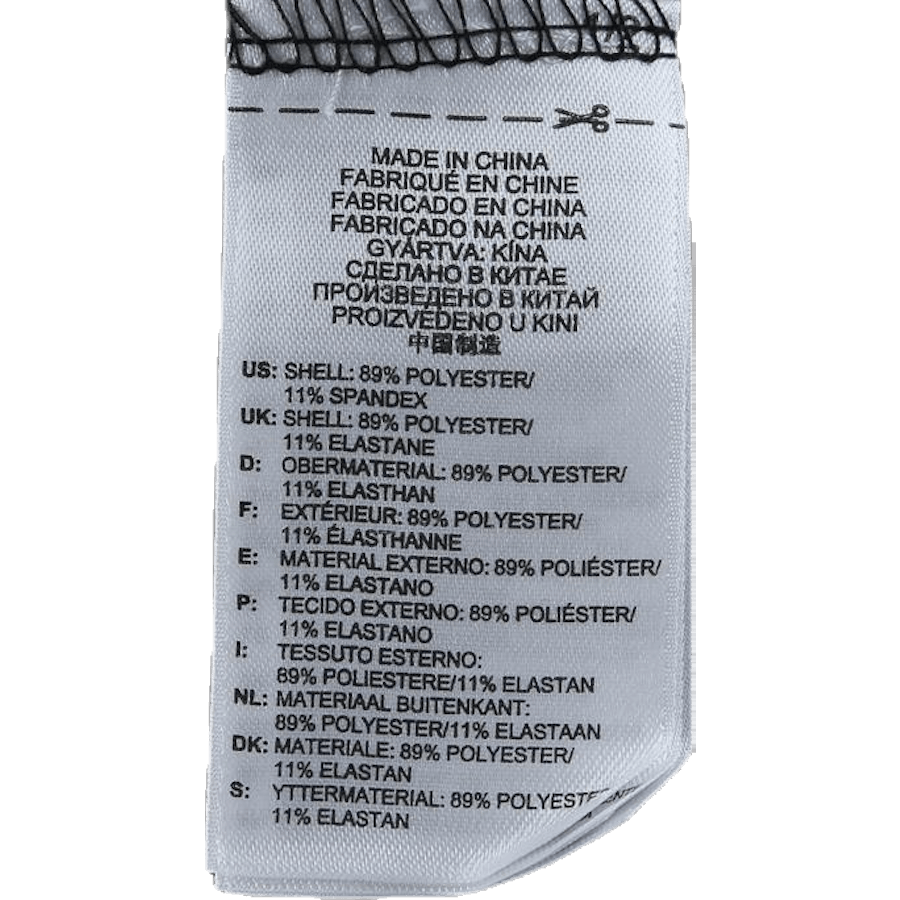 MADE IN CHINA
FABRIQUÉ EN CHINE
FABRICADO EN CHINA
FABRICADO NA CHINA
GYÁRTVA: KÍNA
СДЕЛАНО В КИТАЕ
ПРОИЗВЕДЕНО В КИТАЙ
PROIZVEDENO U KINI
中国制造
US: SHELL: 89% POLYESTER/
11% SPANDEX
UK: SHELL: 89% POLYESTER/
11% ELASTANE
D: OBERMATERIAL: 89% POLYESTER/
11% ELASTHAN
F: EXTÉRIEUR: 89% POLYESTER/
11% ÉLASTHANNE
E: MATERIAL EXTERNO: 89% POLIÉSTER/
11% ELASTANO
P: TECIDO EXTERNO: 89% POLIÉSTER/
11% ELASTANO
I: TESSUTO ESTERNO:
89% POLIESTERE/11% ELASTAN
NL: MATERIAAL BUITENKANT:
89% POLYESTER/11% ELASTAAN
DK: MATERIALE: 89% POLYESTER/
11% ELASTAN
S: YTTERMATERIAL: 89% POLYESTE
11% ELASTAN